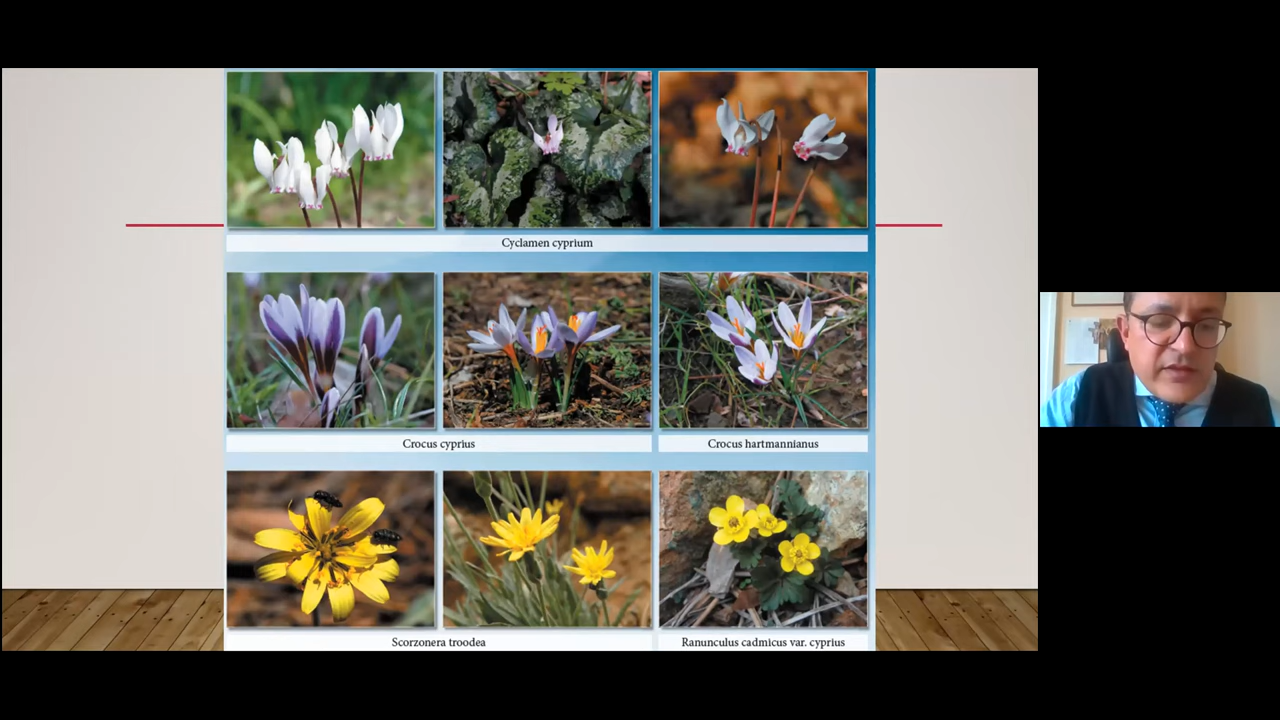 Cyclamen cyprium
Crocus cyprius
Crocus hartmannianus
Scorzonera troodea
Ranunculus cadmicus var. cyprius